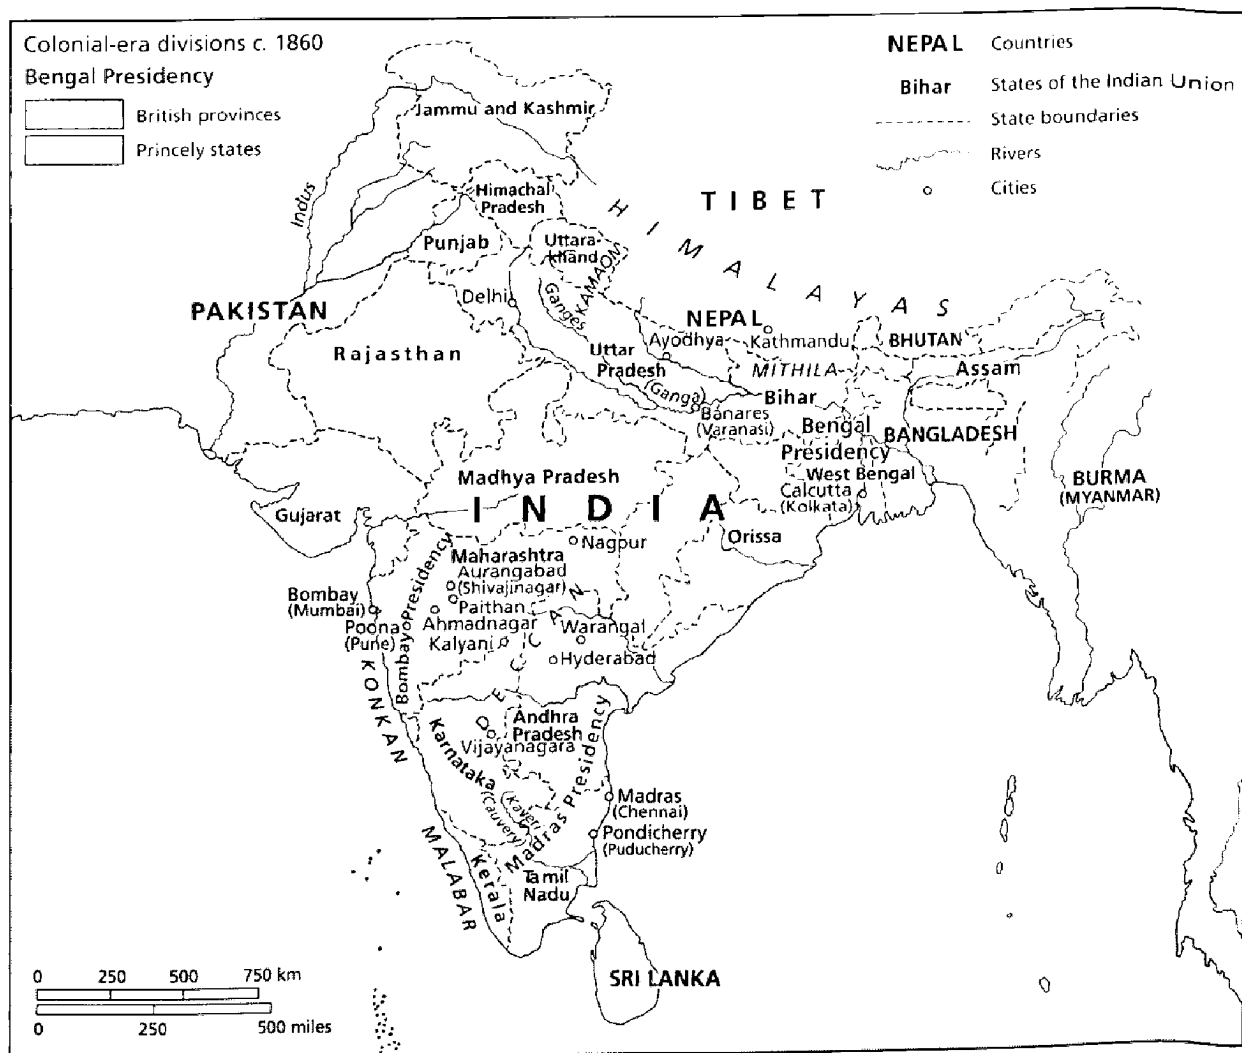 Colonial-era divisions c. 1860
Bengal Presidency
British provinces
Princely states
NEPAL Countries
Bihar States of the Indian Union
State boundaries
Rivers
Cities
Jammu and Kashmir
Indus
Himachal
Pradesh
TIBET
HIMALAYAS
Punjab
Uttara-
khand
KAMAON
Delhi
Ganges
PAKISTAN
NEPAL
Kathmandu
BHUTAN
Ayodhya
Rajasthan
Uttar
Pradesh
MITHILA
Assam
(Ganga)
Bihar
Banares
(Varanasi)
Bengal
Presidency
BANGLADESH
West Bengal
Calcutta
(Kolkata)
BURMA
(MYANMAR)
Madhya Pradesh
INDIA
Gujarat
Orissa
Nagpur
Maharashtra
Aurangabad
(Shivajinagar)
Paithan
Ahmadnagar
Kalyani
Bombay
(Mumbai)
Poona
(Pune)
Bombay Presidency
DECCAN
Warangal
Hyderabad
KONKAN
Andhra
Pradesh
Vijayanagara
Karnataka
Kaveri
(Cauvery)
Madras Presidency
Madras
(Chennai)
Pondicherry
(Puducherry)
MALABAR
Kerala
Tamil
Nadu
SRI LANKA
0 250 500 750 km
0 250 500 miles